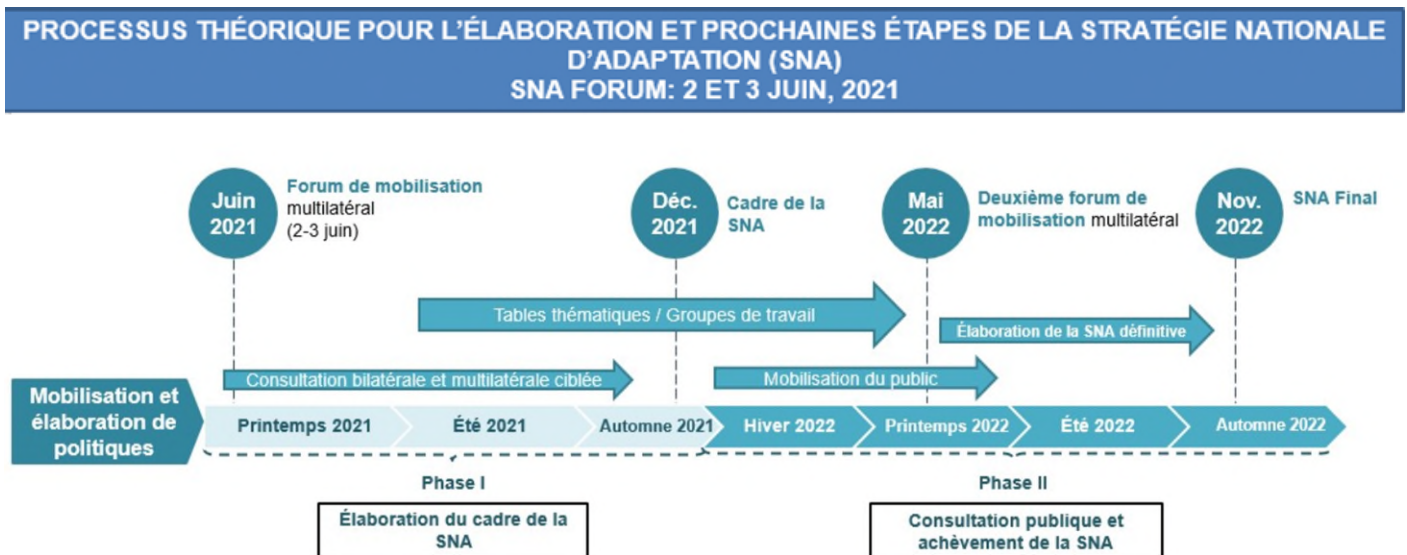 PROCESSUS THÉORIQUE POUR L'ÉLABORATION ET PROCHAINES ÉTAPES DE LA STRATÉGIE NATIONALE
D'ADAPTATION (SNA)
SNA FORUM: 2 ET 3 JUIN, 2021
Juin
2021
Forum de mobilisation
multilatéral
(2-3 juin)
Déc.
2021
Cadre de la
SNA
Mai
2022
Deuxième forum de
mobilisation multilatéral
Nov.
2022
SNA Final
Tables thématiques / Groupes de travail
Élaboration de la SNA définitive
Consultation bilatérale et multilatérale ciblée
Mobilisation du public
Mobilisation et
élaboration de
politiques
Printemps 2021
Été 2021
Automne 2021
Hiver 2022
Printemps 2022
Été 2022
Automne 2022
Phase I
Élaboration du cadre de la
SNA
Phase II
Consultation publique et
achèvement de la SNA